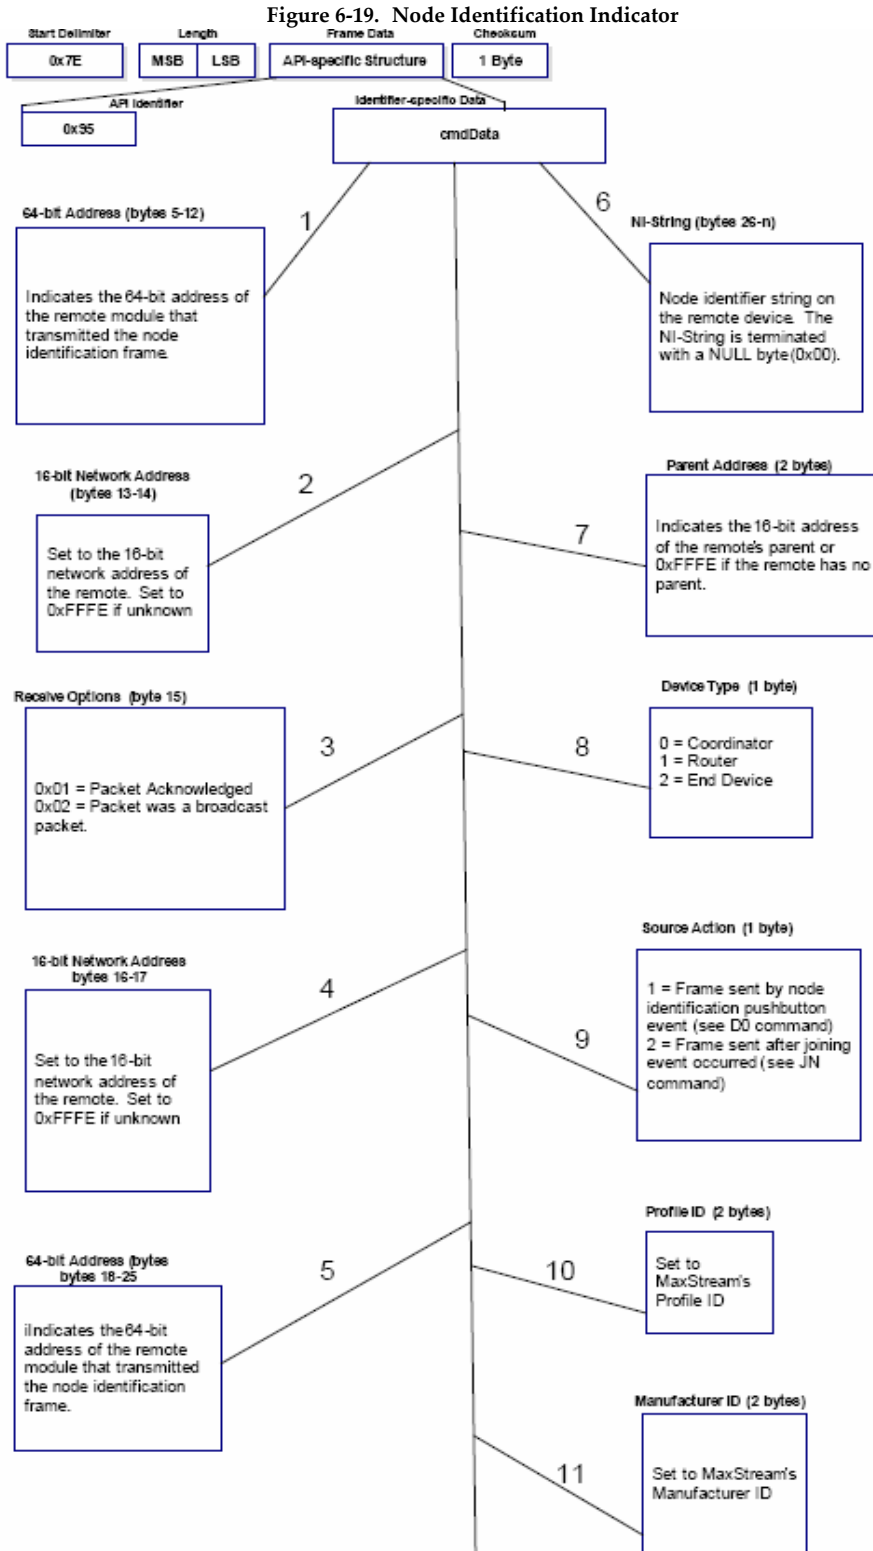 Figure 6-19. Node Identification Indicator
Start Delimiter
Length
Frame Data
Checksum
0x7E
MSB
LSB
API-specific Structure
1 Byte
API Identifier
Identifier-specific Data
0x95
cmdData
1
64-bit Address (bytes 5-12)
Indicates the 64-bit address of
the remote module that
transmitted the node
identification frame.
6
NI-String (bytes 26-n)
Node identifier string on
the remote device. The
NI-String is terminated
with a NULL byte (0x00).
2
16-bit Network Address
(bytes 13-14)
Set to the 16-bit
network address of
the remote. Set to
0xFFFE if unknown
7
Parent Address (2 bytes)
Indicates the 16-bit address
of the remote's parent or
0xFFFE if the remote has no
parent.
3
Receive Options (byte 15)
0x01 = Packet Acknowledged
0x02 = Packet was a broadcast
packet.
8
Device Type (1 byte)
0 = Coordinator
1 = Router
2 = End Device
4
16-bit Network Address
bytes 16-17
Set to the 16-bit
network address of
the remote. Set to
0xFFFE if unknown
9
Source Action (1 byte)
1 = Frame sent by node
identification pushbutton
event (see D0 command)
2 = Frame sent after joining
event occurred (see JN
command)
5
64-bit Address (bytes
bytes 18-25
iIndicates the 64-bit
address of the remote
module that transmitted
the node identification
frame.
10
Profile ID (2 bytes)
Set to
MaxStream's
Profile ID
11
Manufacturer ID (2 bytes)
Set to MaxStream's
Manufacturer ID